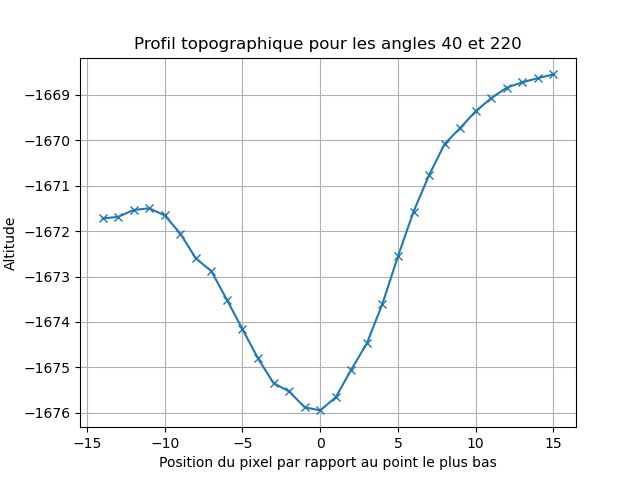 Profil topographique pour les angles 40 et 220
Altitude
−1669
−1670
−1671
−1672
−1673
−1674
−1675
−1676
−15 −10 −5 0 5 10 15
Position du pixel par rapport au point le plus bas